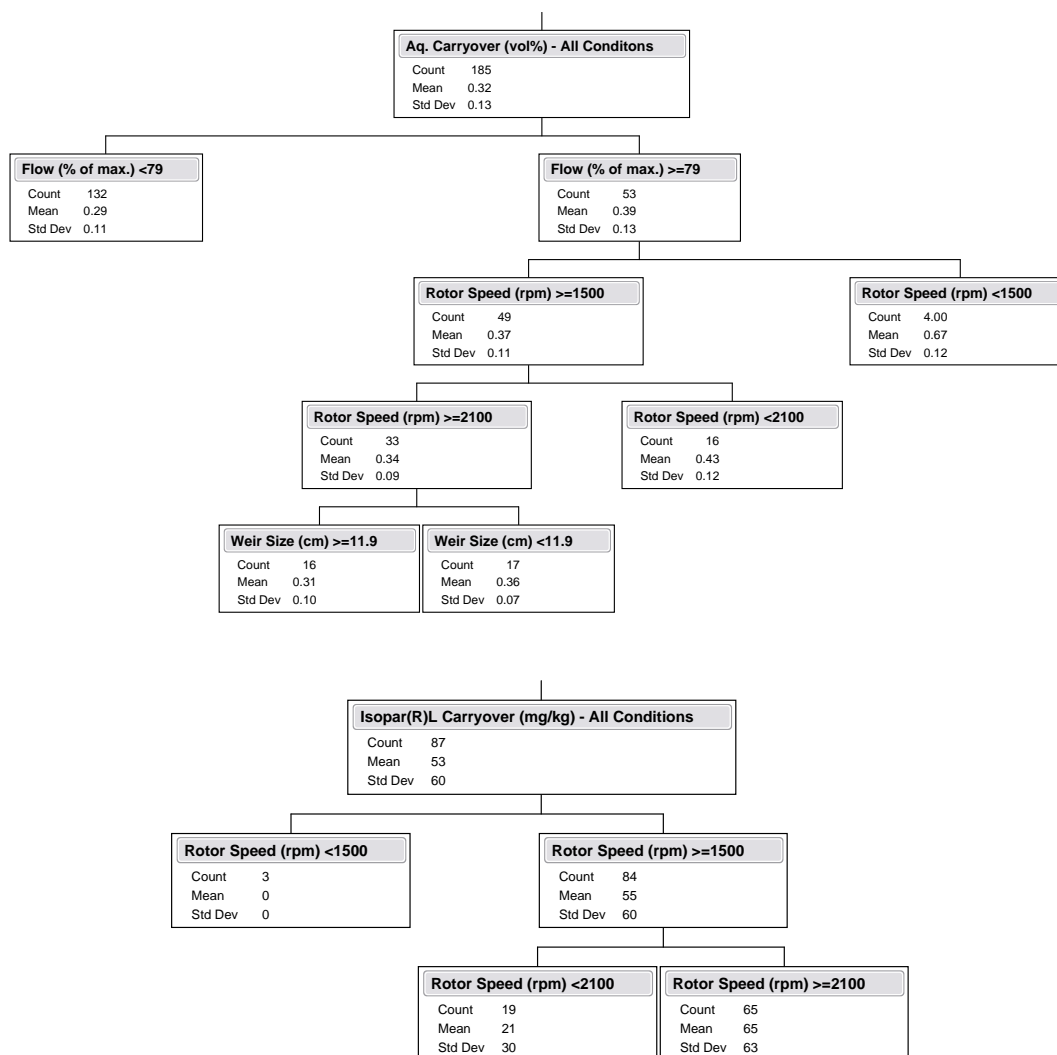 Aq. Carryover (vol%) - All Conditons
Count 185
Mean 0.32
Std Dev 0.13
Flow (% of max.) <79
Count 132
Mean 0.29
Std Dev 0.11
Flow (% of max.) >=79
Count 53
Mean 0.39
Std Dev 0.13
Rotor Speed (rpm) >=1500
Count 49
Mean 0.37
Std Dev 0.11
Rotor Speed (rpm) <1500
Count 4.00
Mean 0.67
Std Dev 0.12
Rotor Speed (rpm) >=2100
Count 33
Mean 0.34
Std Dev 0.09
Rotor Speed (rpm) <2100
Count 16
Mean 0.43
Std Dev 0.12
Weir Size (cm) >=11.9
Count 16
Mean 0.31
Std Dev 0.10
Weir Size (cm) <11.9
Count 17
Mean 0.36
Std Dev 0.07
Isopar(R)L Carryover (mg/kg) - All Conditions
Count 87
Mean 53
Std Dev 60
Rotor Speed (rpm) <1500
Count 3
Mean 0
Std Dev 0
Rotor Speed (rpm) >=1500
Count 84
Mean 55
Std Dev 60
Rotor Speed (rpm) <2100
Count 19
Mean 21
Std Dev 30
Rotor Speed (rpm) >=2100
Count 65
Mean 65
Std Dev 63